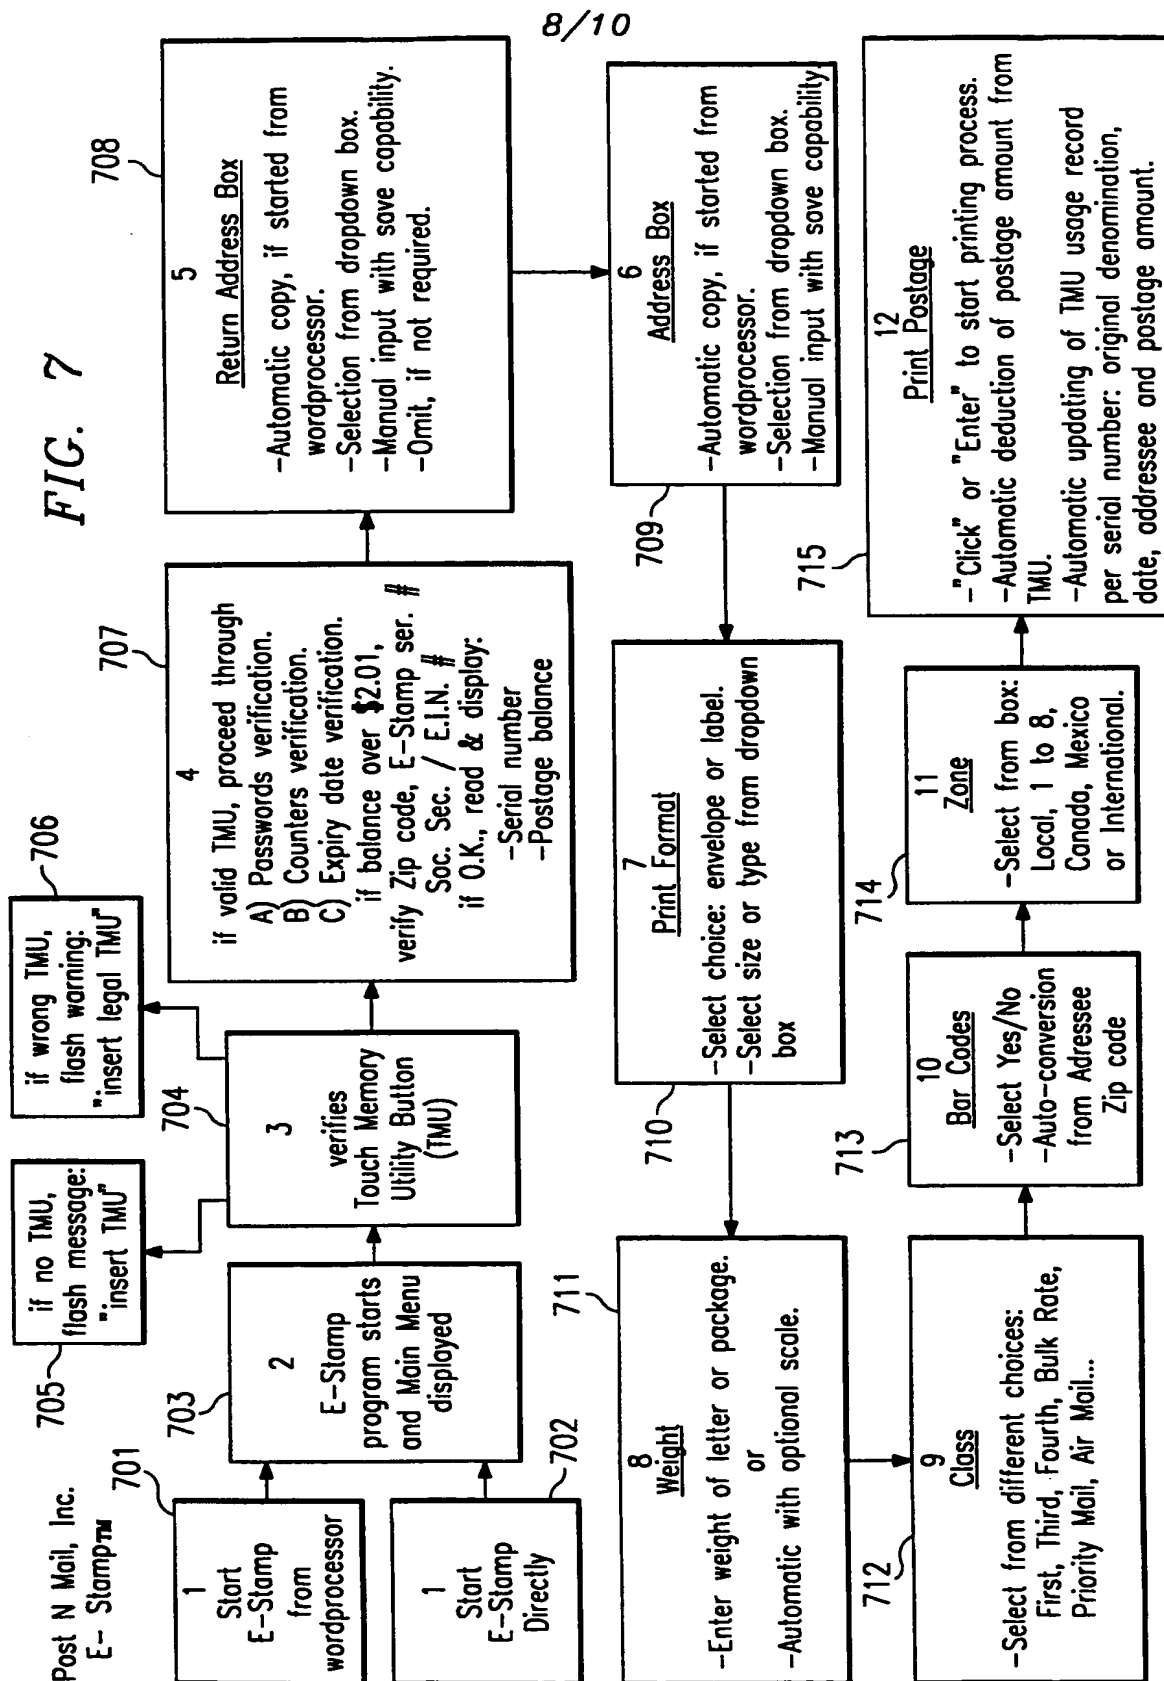 8/10
FIG. 7
Post N Mail, Inc.
E- Stamp™
701
1
Start
E-Stamp
from
wordprocessor
1
Start
E-Stamp
Directly
702
703
2
E-Stamp
program starts
and Main Menu
displayed
704
3
verifies
Touch Memory
Utility Button
(TMU)
705
if no TMU,
flash message:
"insert TMU"
706
if wrong TMU,
flash warning:
"insert legal TMU"
707
4
if valid TMU, proceed through
A) Passwords verification.
B) Counters verification.
C) Expiry date verification.
if balance over $2.01,
verify Zip code, E-Stamp ser. #
Soc. Sec. / E.I.N. #
if O.K., read & display:
-Serial number
-Postage balance
708
5
Return Address Box
-Automatic copy, if started from
wordprocessor.
-Selection from dropdown box.
-Manual input with save capability.
-Omit, if not required.
709
6
Address Box
-Automatic copy, if started from
wordprocessor.
-Selection from dropdown box.
-Manual input with save capability.
710
7
Print Format
-Select choice: envelope or label.
-Select size or type from dropdown
box
711
8
Weight
-Enter weight of letter or package.
or
-Automatic with optional scale.
712
9
Class
-Select from different choices:
First, Third, Fourth, Bulk Rate,
Priority Mail, Air Mail...
713
10
Bar Codes
-Select Yes/No
-Auto-conversion
from Adressee
Zip code
714
11
Zone
-Select from box:
Local, 1 to 8,
Canada, Mexico
or International.
715
12
Print Postage
-"Click" or "Enter" to start printing process.
-Automatic deduction of postage amount from
TMU.
-Automatic updating of TMU usage record
per serial number: original denomination,
date, addressee and postage amount.